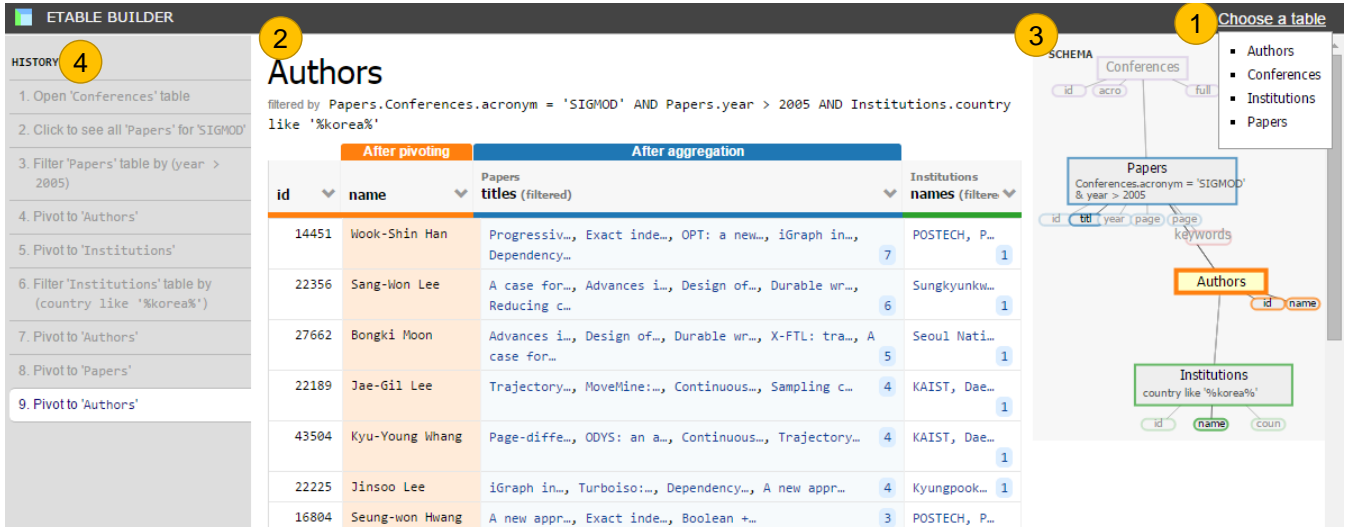 ETABLE BUILDER
1
Choose a table
Authors
Conferences
Institutions
Papers
HISTORY
4
1. Open 'Conferences' table
2. Click to see all 'Papers' for 'SIGMOD'
3. Filter 'Papers' table by (year >
2005)
4. Pivot to 'Authors'
5. Pivot to 'Institutions'
6. Filter 'Institutions' table by
(country like '%korea%')
7. Pivot to 'Authors'
8. Pivot to 'Papers'
9. Pivot to 'Authors'
2
Authors
filtered by Papers.Conferences.acronym = 'SIGMOD' AND Papers.year > 2005 AND Institutions.country
like '%korea%'
After pivoting After aggregation
Papers Institutions
id name titles (filtered) names (filtere
14451 Wook-Shin Han Progressiv…, Exact inde…, OPT: a new…, iGraph in…, POSTECH, P…
Dependency… 7 1
22356 Sang-Won Lee A case for…, Advances i…, Design of…, Durable wr…, Sungkyunkw…
Reducing c… 6 1
27662 Bongki Moon Advances i…, Design of…, Durable wr…, X-FTL: tra…, A Seoul Nati…
case for… 5 1
22189 Jae-Gil Lee Trajectory…, MoveMine:…, Continuous…, Sampling c… 4 KAIST, Dae…
1
43504 Kyu-Young Whang Page-diffe…, ODYS: an a…, Continuous…, Trajectory… 4 KAIST, Dae…
1
22225 Jinsoo Lee iGraph in…, Turboiso:…, Dependency…, A new appr… 4 Kyungpook… 1
16804 Seung-won Hwang A new appr…, Exact inde…, Boolean +… 3 POSTECH, P…
3
SCHEMA
Conferences
id acro full
Papers
Conferences.acronym = 'SIGMOD'
& year > 2005
id titl year page page
keywords
Authors
id name
Institutions
country like '%korea%'
id name coun